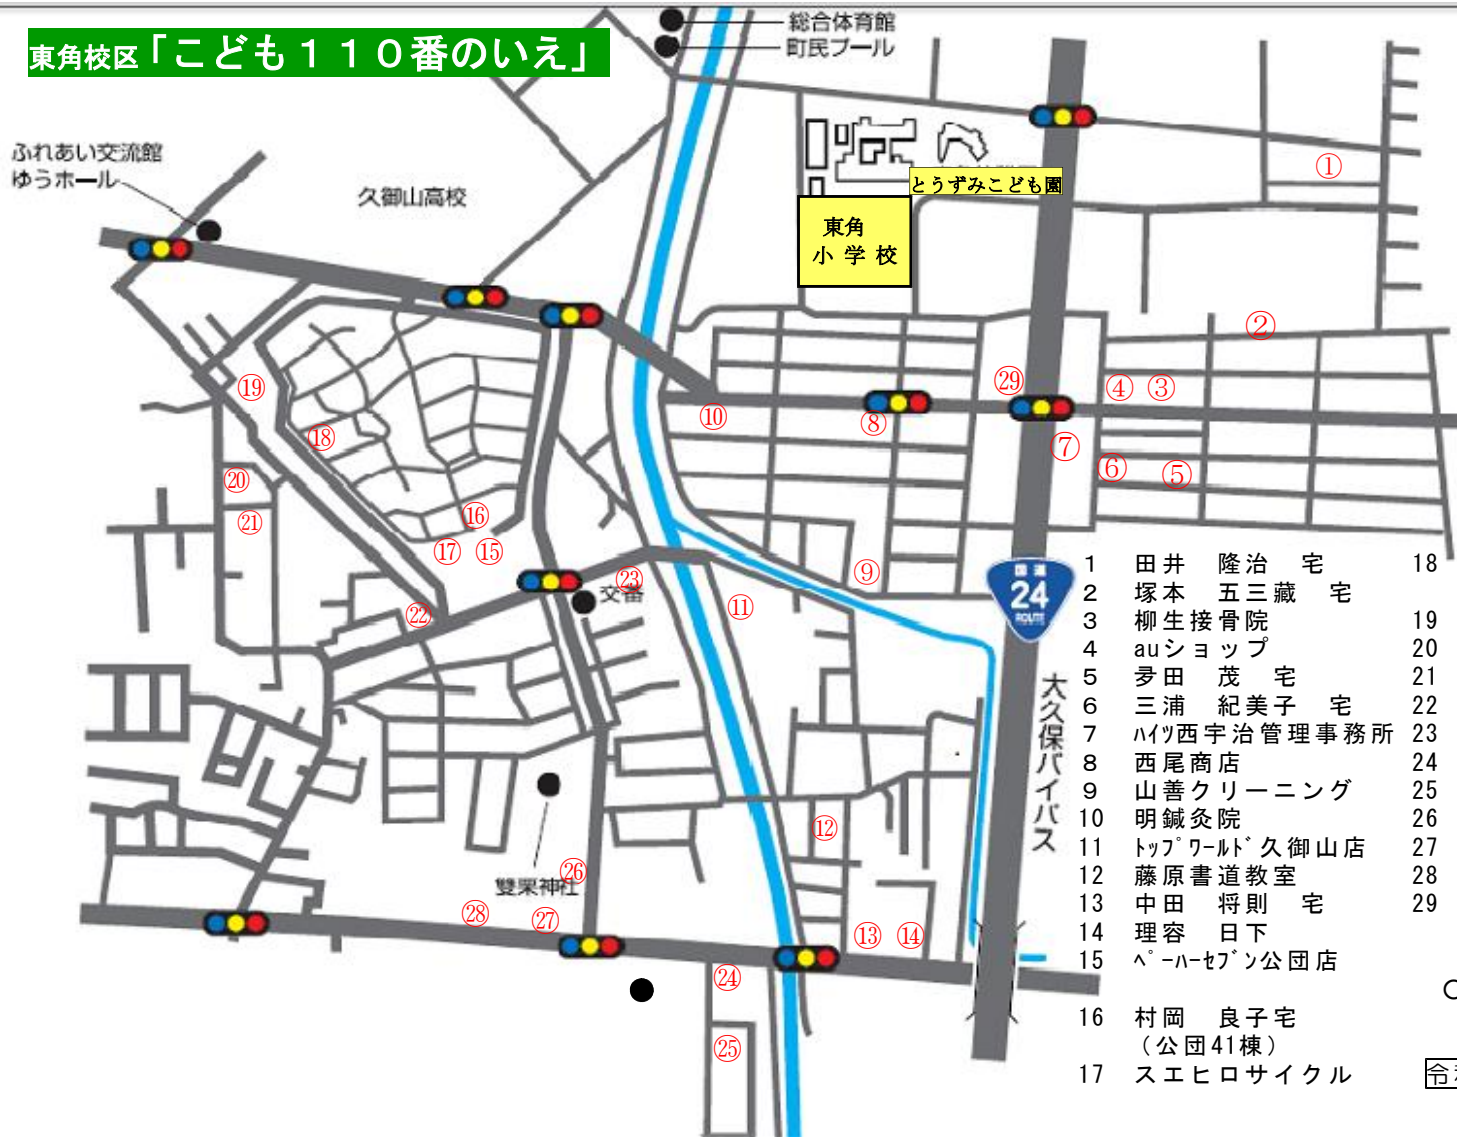 東角校区「こども１１０番のいえ」
総合体育館
町民プール
ふれあい交流館
ゆうホール
久御山高校
とうずみこども園
東角
小学校
①
②
⑲
㉙
④
③
⑩
⑧
⑱
⑦
⑥
⑤
⑳
㉑
⑯
⑰
⑮
⑨
㉓
交番
⑪
㉒
国道
24
ROUTE
大久保バイパス
⑫
雙栗神社
㉖
㉘
㉗
⑬
⑭
㉔
㉕
1 田井 隆治 宅 18
2 塚本 五三藏 宅
3 柳生接骨院 19
4 auショップ 20
5 夛田 茂 宅 21
6 三浦 紀美子 宅 22
7 ﾊｲﾂ西宇治管理事務所 23
8 西尾商店 24
9 山善クリーニング 25
10 明鍼灸院 26
11 ﾄｯﾌﾟﾜｰﾙﾄﾞ久御山店 27
12 藤原書道教室 28
13 中田 将則 宅 29
14 理容 日下
15 ﾍﾟｰﾊｰｾﾌﾞﾝ公団店
16 村岡 良子宅
（公団41棟）
17 スエヒロサイクル
令